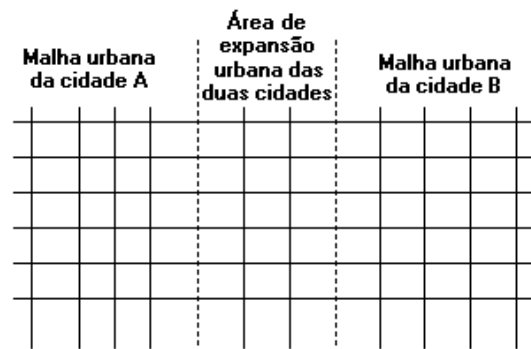 Malha urbana
da cidade A
Área de
expansão
urbana das
duas cidades
Malha urbana
da cidade B